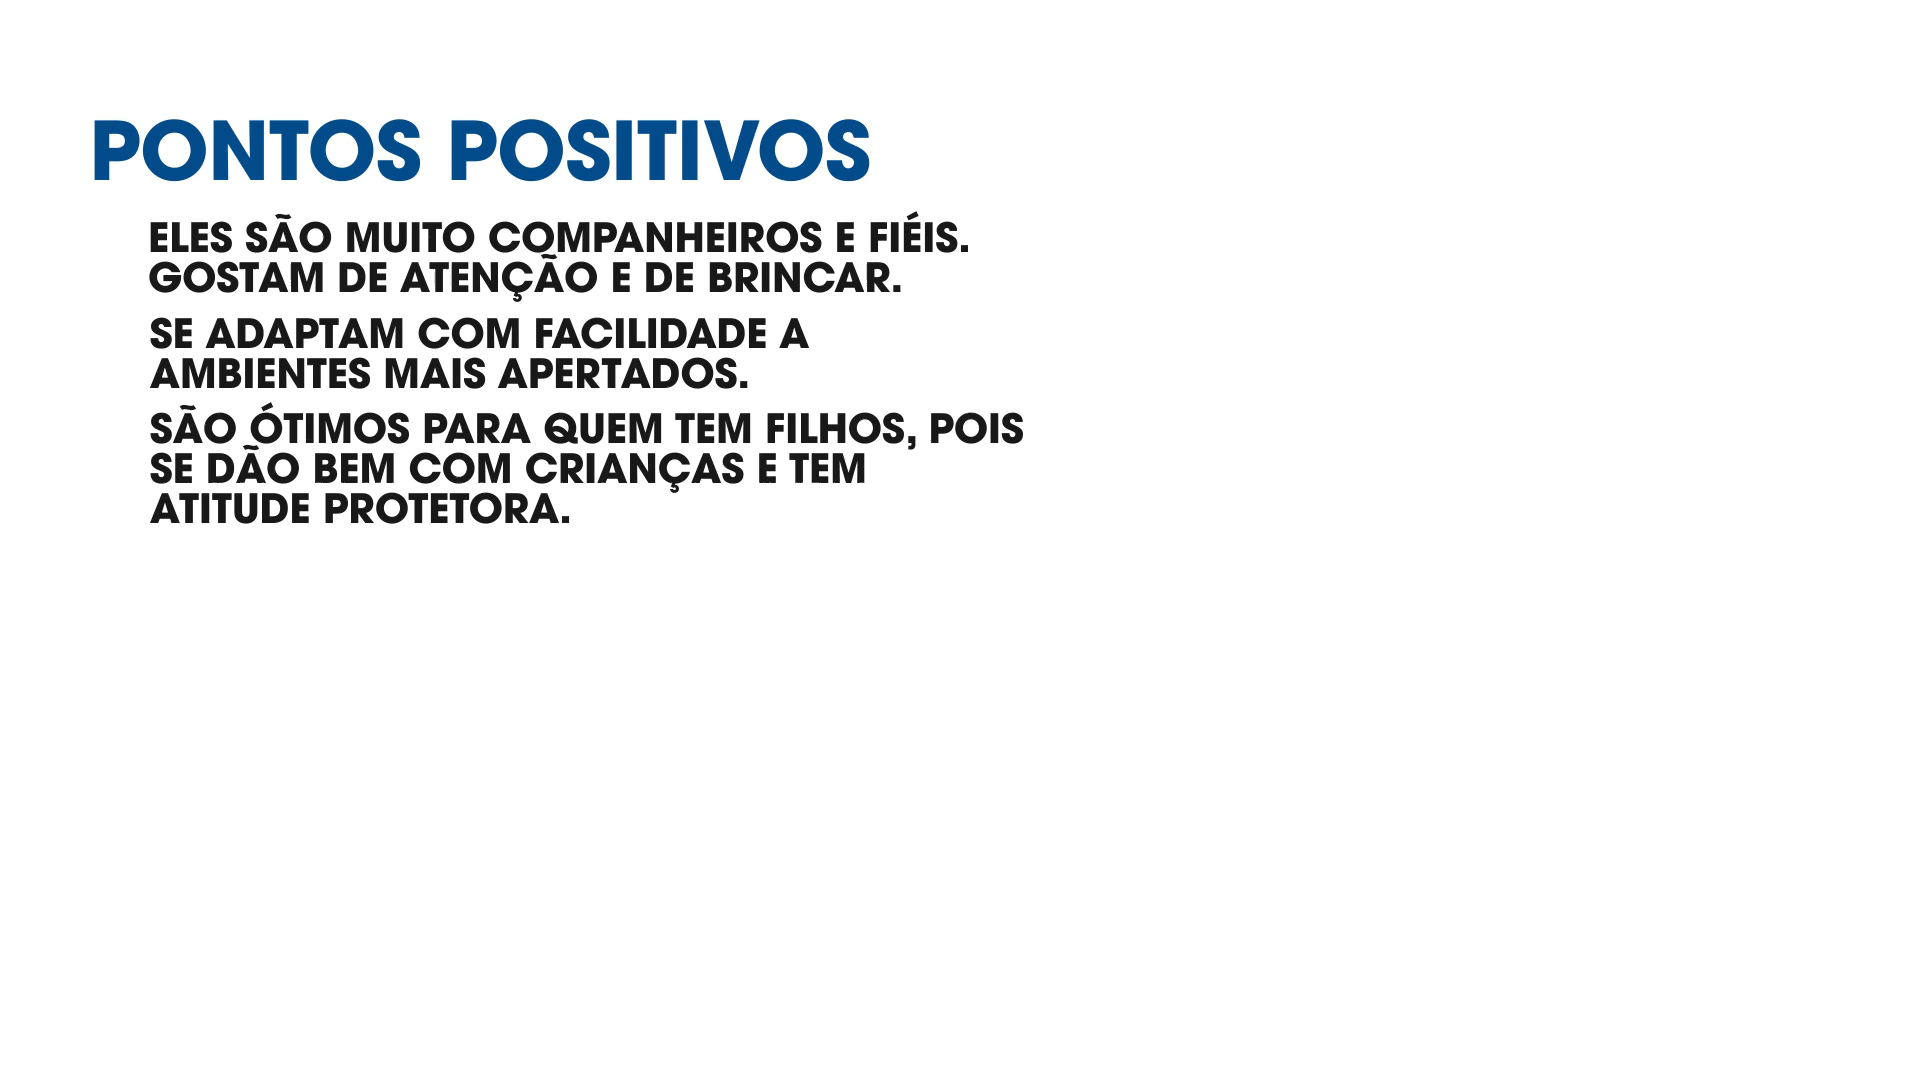 PONTOS POSITIVOS
ELES SÃO MUITO COMPANHEIROS E FIÉIS.
GOSTAM DE ATENÇÃO E DE BRINCAR.
SE ADAPTAM COM FACILIDADE A
AMBIENTES MAIS APERTADOS.
SÃO ÓTIMOS PARA QUEM TEM FILHOS, POIS
SE DÃO BEM COM CRIANÇAS E TEM
ATITUDE PROTETORA.